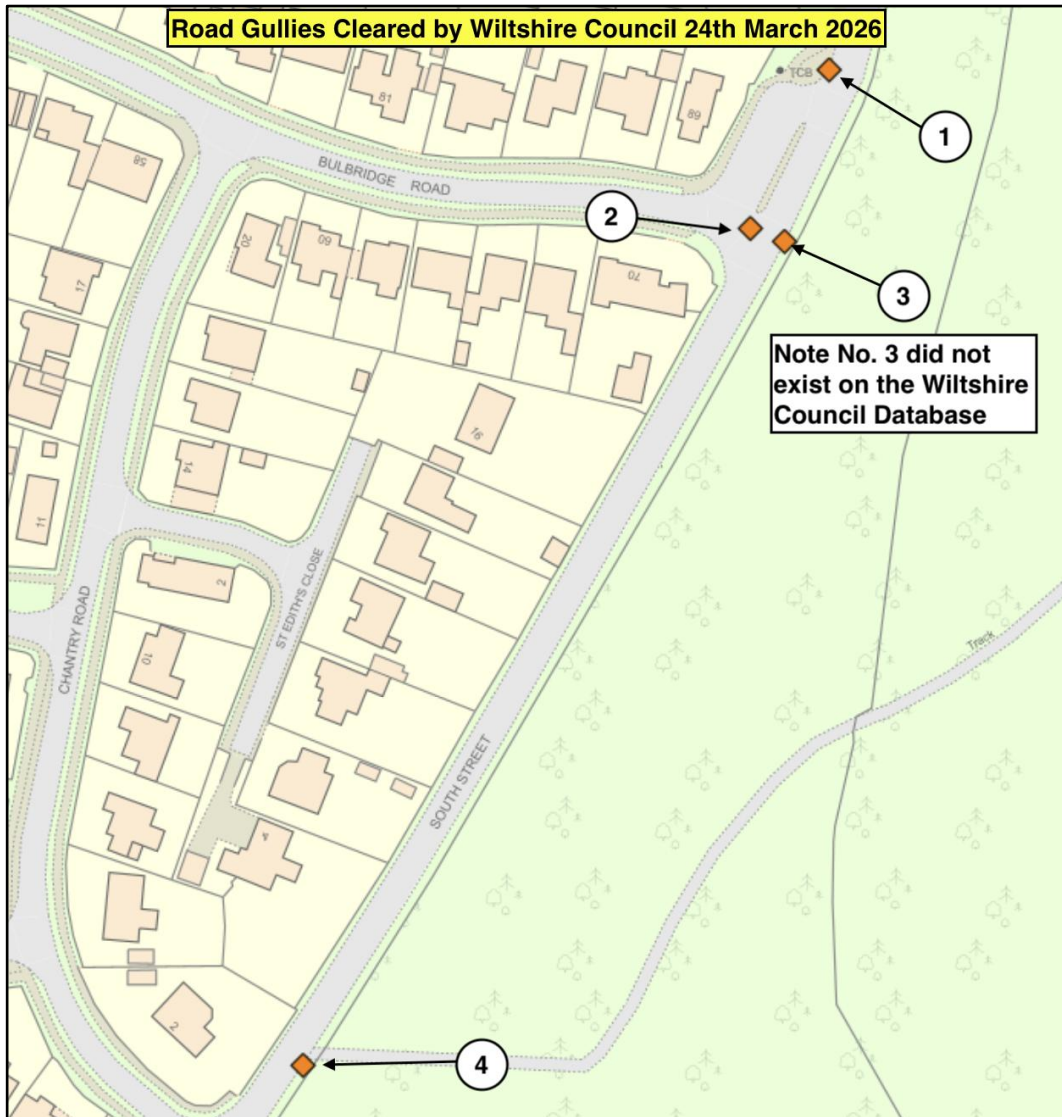 Road Gullies Cleared by Wiltshire Council 24th March 2026
TCB
81
89
1
58
BULBRIDGE ROAD
2
20
60
70
3
17
Note No. 3 did not
exist on the Wiltshire
Council Database
16
14
11
ST EDITH'S CLOSE
2
CHANTRY ROAD
10
Track
SOUTH STREET
4
2
4